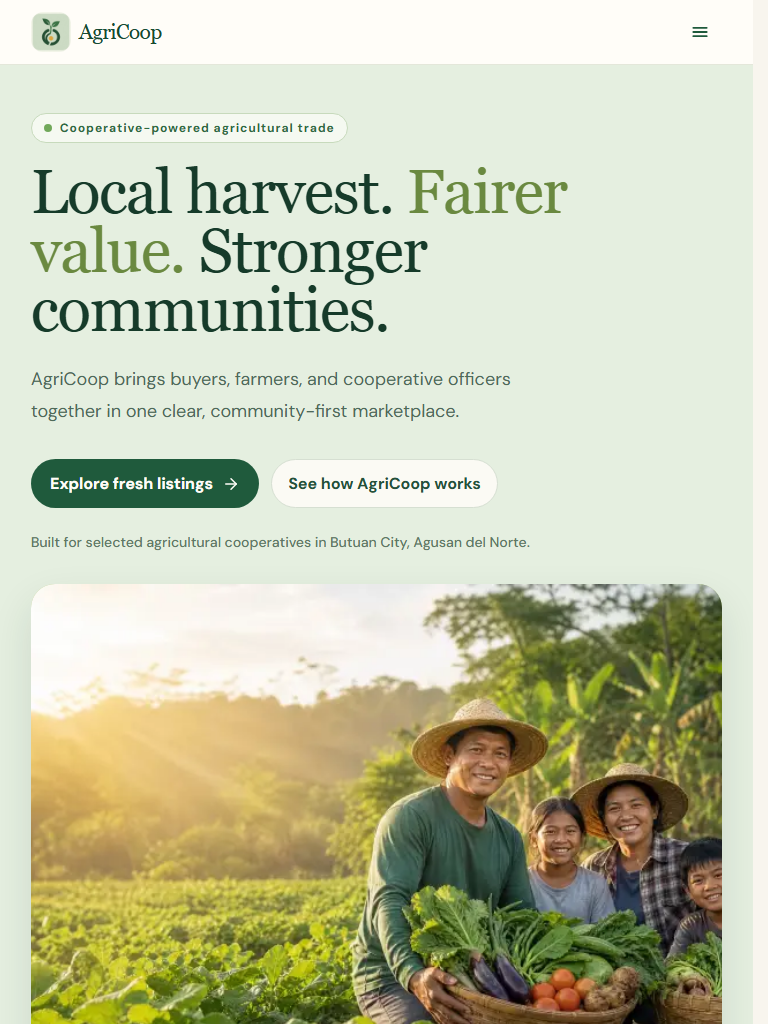 AgriCoop
Cooperative-powered agricultural trade
Local harvest. Fairer
value. Stronger
communities.
AgriCoop brings buyers, farmers, and cooperative officers
together in one clear, community-first marketplace.
Explore fresh listings →
See how AgriCoop works
Built for selected agricultural cooperatives in Butuan City, Agusan del Norte.